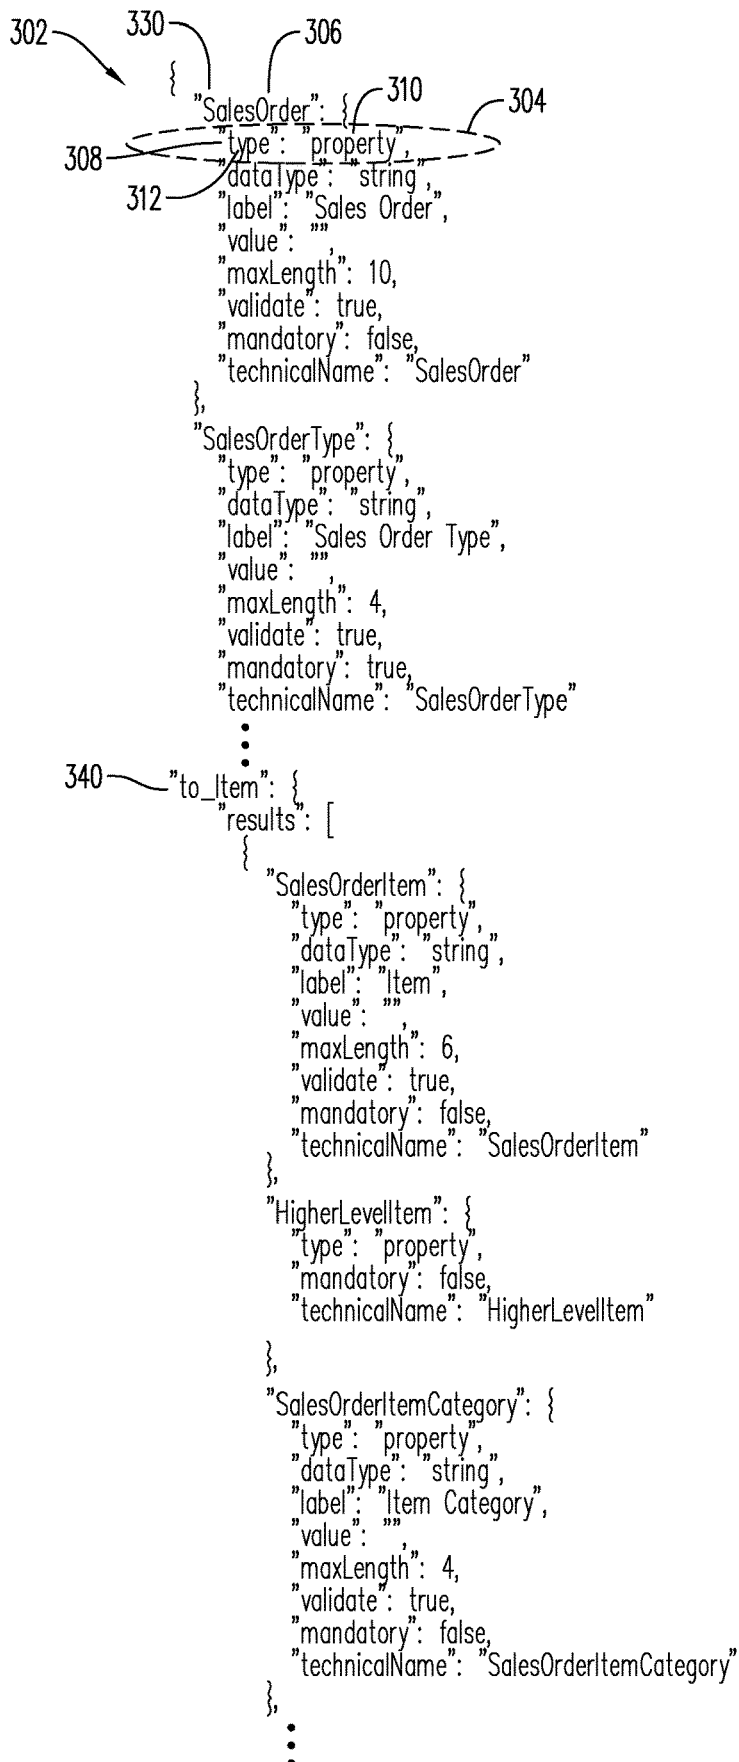 302
330
306
{
"SalesOrder": {
310
304
308
"type": "property",
312
"dataType": "string",
"label": "Sales Order",
"value": "",
"maxLength": 10,
"validate": true,
"mandatory": false,
"technicalName": "SalesOrder"
},
"SalesOrderType": {
"type": "property",
"dataType": "string",
"label": "Sales Order Type",
"value": "",
"maxLength": 4,
"validate": true,
"mandatory": true,
"technicalName": "SalesOrderType"
340
"to_Item": {
"results": [
{
"SalesOrderItem": {
"type": "property",
"dataType": "string",
"label": "Item",
"value": "",
"maxLength": 6,
"validate": true,
"mandatory": false,
"technicalName": "SalesOrderItem"
},
"HigherLevelItem": {
"type": "property",
"mandatory": false,
"technicalName": "HigherLevelItem"
},
"SalesOrderItemCategory": {
"type": "property",
"dataType": "string",
"label": "Item Category",
"value": "",
"maxLength": 4,
"validate": true,
"mandatory": false,
"technicalName": "SalesOrderItemCategory"
},